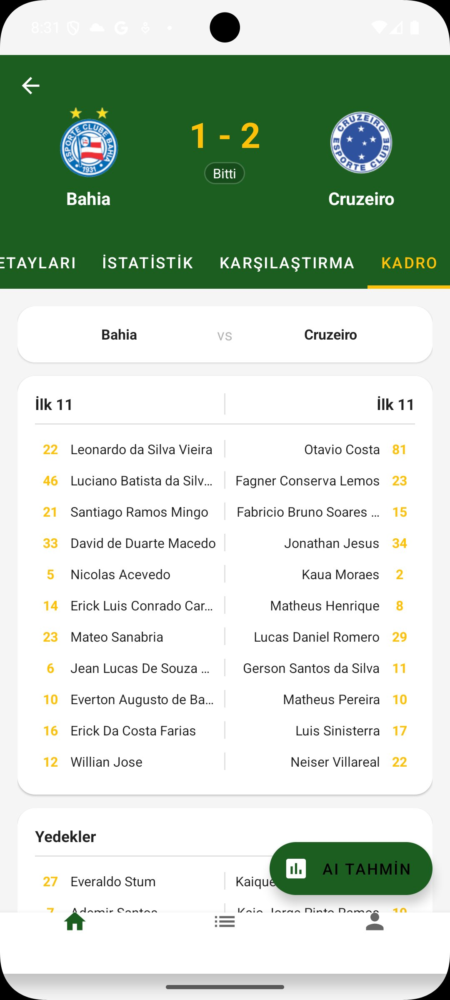 8:31
ESPORTE CLUBE BAHIA
1931
CRUZEIRO
ESPORTE CLUBE
1 - 2
Bitti
Bahia
Cruzeiro
ETAYLARI
İSTATİSTİK
KARŞILAŞTIRMA
KADRO
Bahia vs Cruzeiro
İlk 11 İlk 11
22 Leonardo da Silva Vieira Otavio Costa 81
46 Luciano Batista da Silv... Fagner Conserva Lemos 23
21 Santiago Ramos Mingo Fabricio Bruno Soares ... 15
33 David de Duarte Macedo Jonathan Jesus 34
5 Nicolas Acevedo Kaua Moraes 2
14 Erick Luis Conrado Car... Matheus Henrique 8
23 Mateo Sanabria Lucas Daniel Romero 29
6 Jean Lucas De Souza ... Gerson Santos da Silva 11
10 Everton Augusto de Ba... Matheus Pereira 10
16 Erick Da Costa Farias Luis Sinisterra 17
12 Willian Jose Neiser Villareal 22
Yedekler
AI TAHMİN
27 Everaldo Stum Kaique
7 Ademir Santos Kaio Jorge Pinto Ramos 19